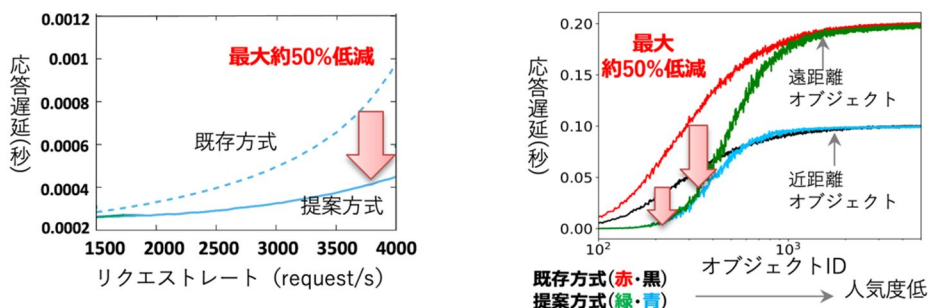 0.0012
0.001
0.0008
0.0006
0.0004
0.0002
応答遅延(秒)
最大約50%低減
既存方式
提案方式
1500 2000 2500 3000 3500 4000
リクエストレート (request/s)
0.20
0.15
0.10
0.05
0.00
応答遅延(秒)
最大
約50%低減
遠距離
オブジェクト
近距離
オブジェクト
10² 10³
オブジェクトID
既存方式(赤・黒)
提案方式(緑・青)
人気度低